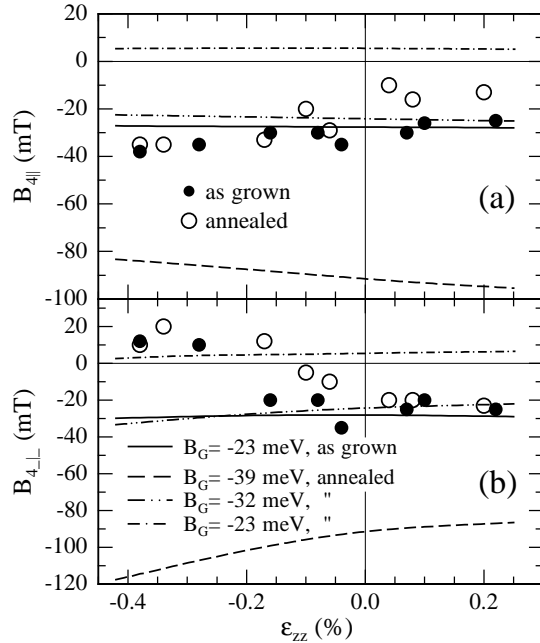 20
0
-20
-40
-60
-80
-100
B4|| (mT)
as grown
annealed
(a)
20
0
-20
-40
-60
-80
-100
-120
B4_|_ (mT)
BG= -23 meV, as grown
BG= -39 meV, annealed
BG= -32 meV, "
BG= -23 meV, "
(b)
-0.4 -0.2 0.0 0.2
εzz (%)